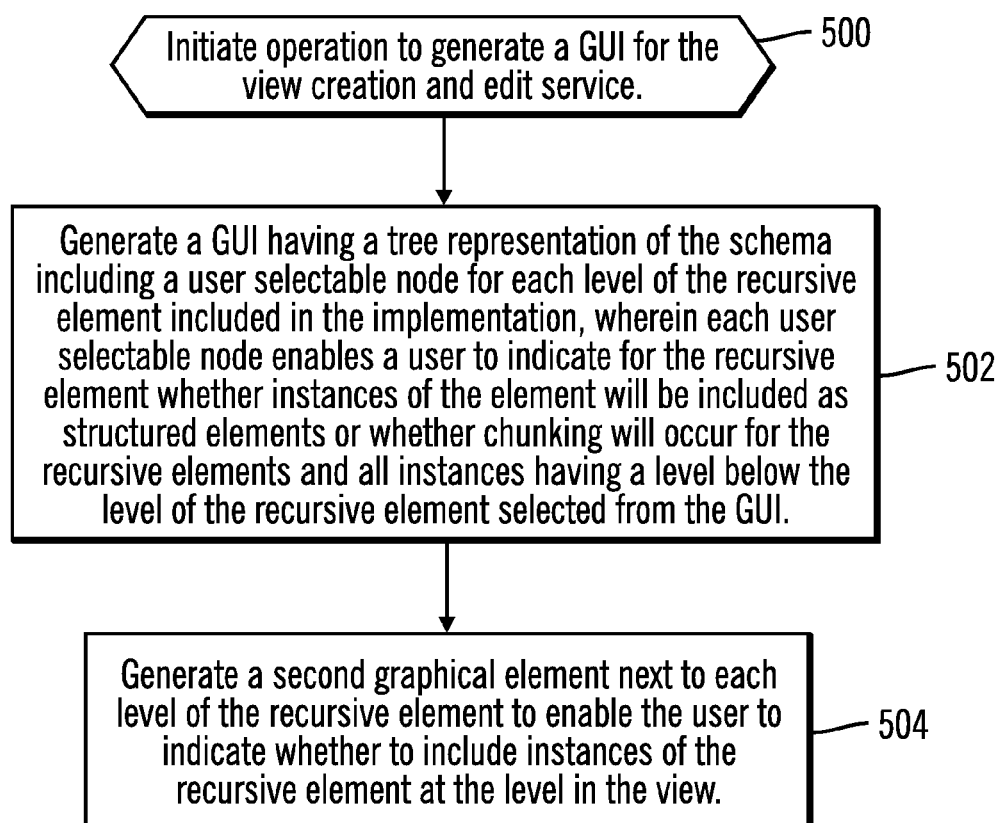 Initiate operation to generate a GUI for the
view creation and edit service.
500
Generate a GUI having a tree representation of the schema
including a user selectable node for each level of the recursive
element included in the implementation, wherein each user
selectable node enables a user to indicate for the recursive
element whether instances of the element will be included as
structured elements or whether chunking will occur for the
recursive elements and all instances having a level below the
level of the recursive element selected from the GUI.
502
Generate a second graphical element next to each
level of the recursive element to enable the user to
indicate whether to include instances of the
recursive element at the level in the view.
504